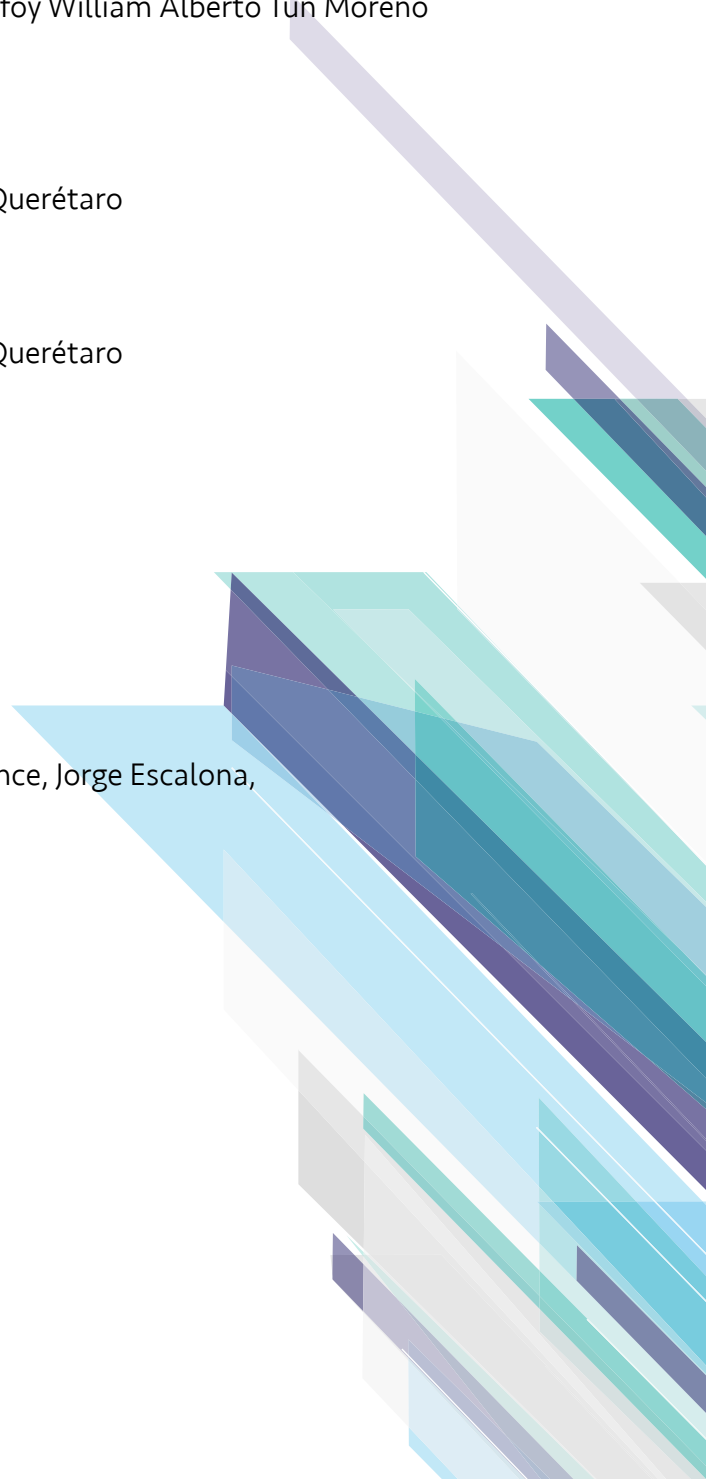 foy William Alberto Tun Moreno
Querétaro
Querétaro
nce, Jorge Escalona,